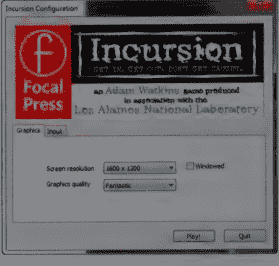 Incursion Configuration
f
Focal
Press
Incursion
GET IN. GET OUT. DON'T GET CAUGHT.
an Adam Watkins game produced
in association with the
Los Alamos National Laboratory
Graphics
Input
Screen resolution
1600 x 1200
Windowed
Graphics quality
Fantastic
Play!
Quit